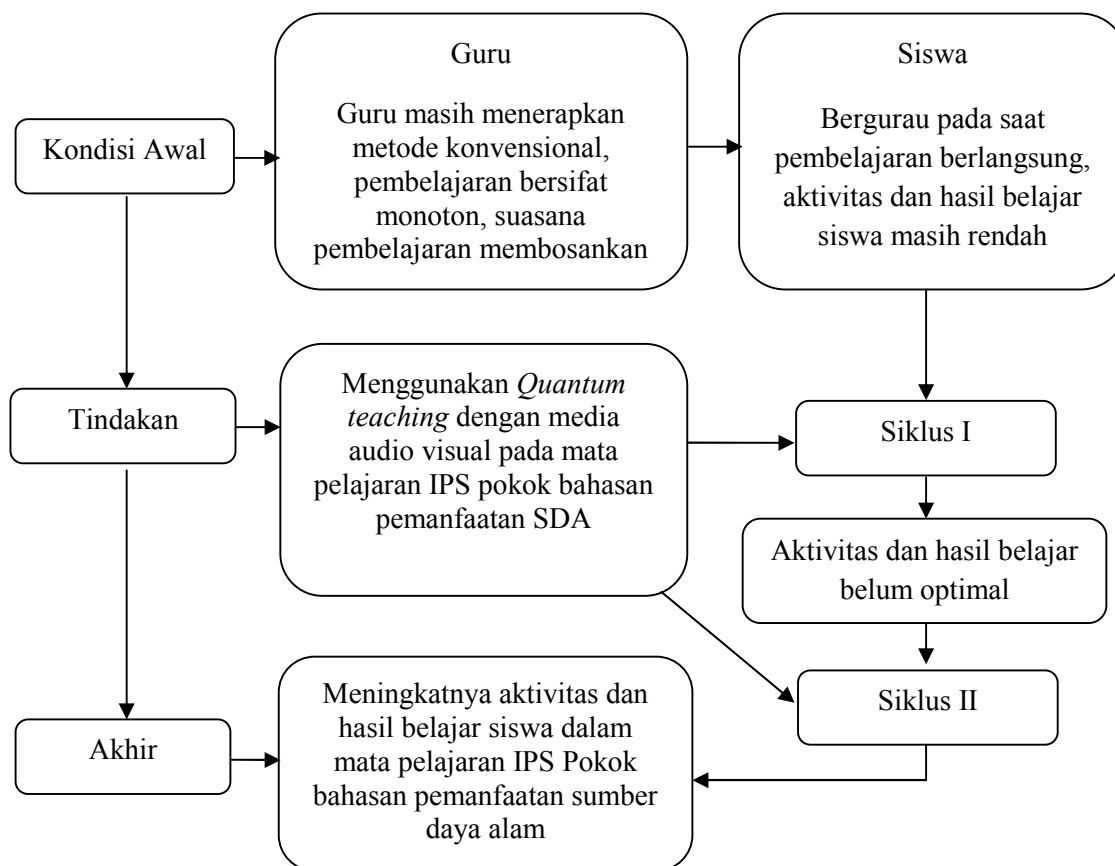 Guru
Siswa
Kondisi Awal
Guru masih menerapkan
metode konvensional,
pembelajaran bersifat
monoton, suasana
pembelajaran membosankan
Bergurau pada saat
pembelajaran berlangsung,
aktivitas dan hasil belajar
siswa masih rendah
Tindakan
Menggunakan Quantum
teaching dengan media
audio visual pada mata
pelajaran IPS pokok bahasan
pemanfaatan SDA
Siklus I
Aktivitas dan hasil belajar
belum optimal
Siklus II
Akhir
Meningkatnya aktivitas dan
hasil belajar siswa dalam
mata pelajaran IPS Pokok
bahasan pemanfaatan sumber
daya alam